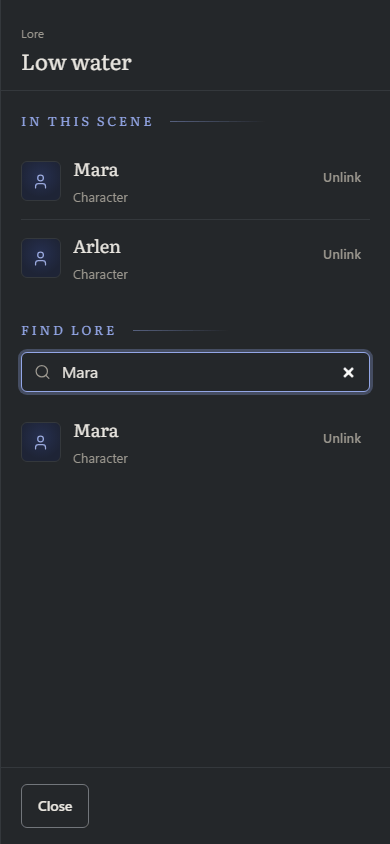 Lore
Low water
IN THIS SCENE
Mara
Unlink
Character
Arlen
Unlink
Character
FIND LORE
Mara
Mara
Unlink
Character
Close